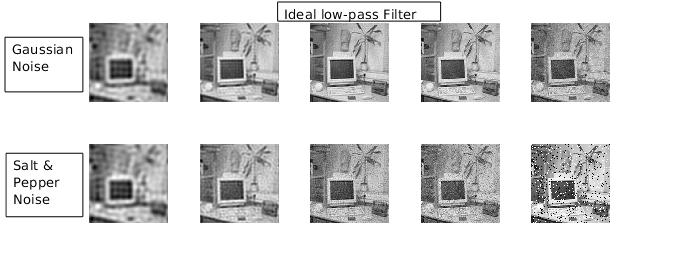 Ideal low-pass Filter
Gaussian
Noise
Salt &
Pepper
Noise